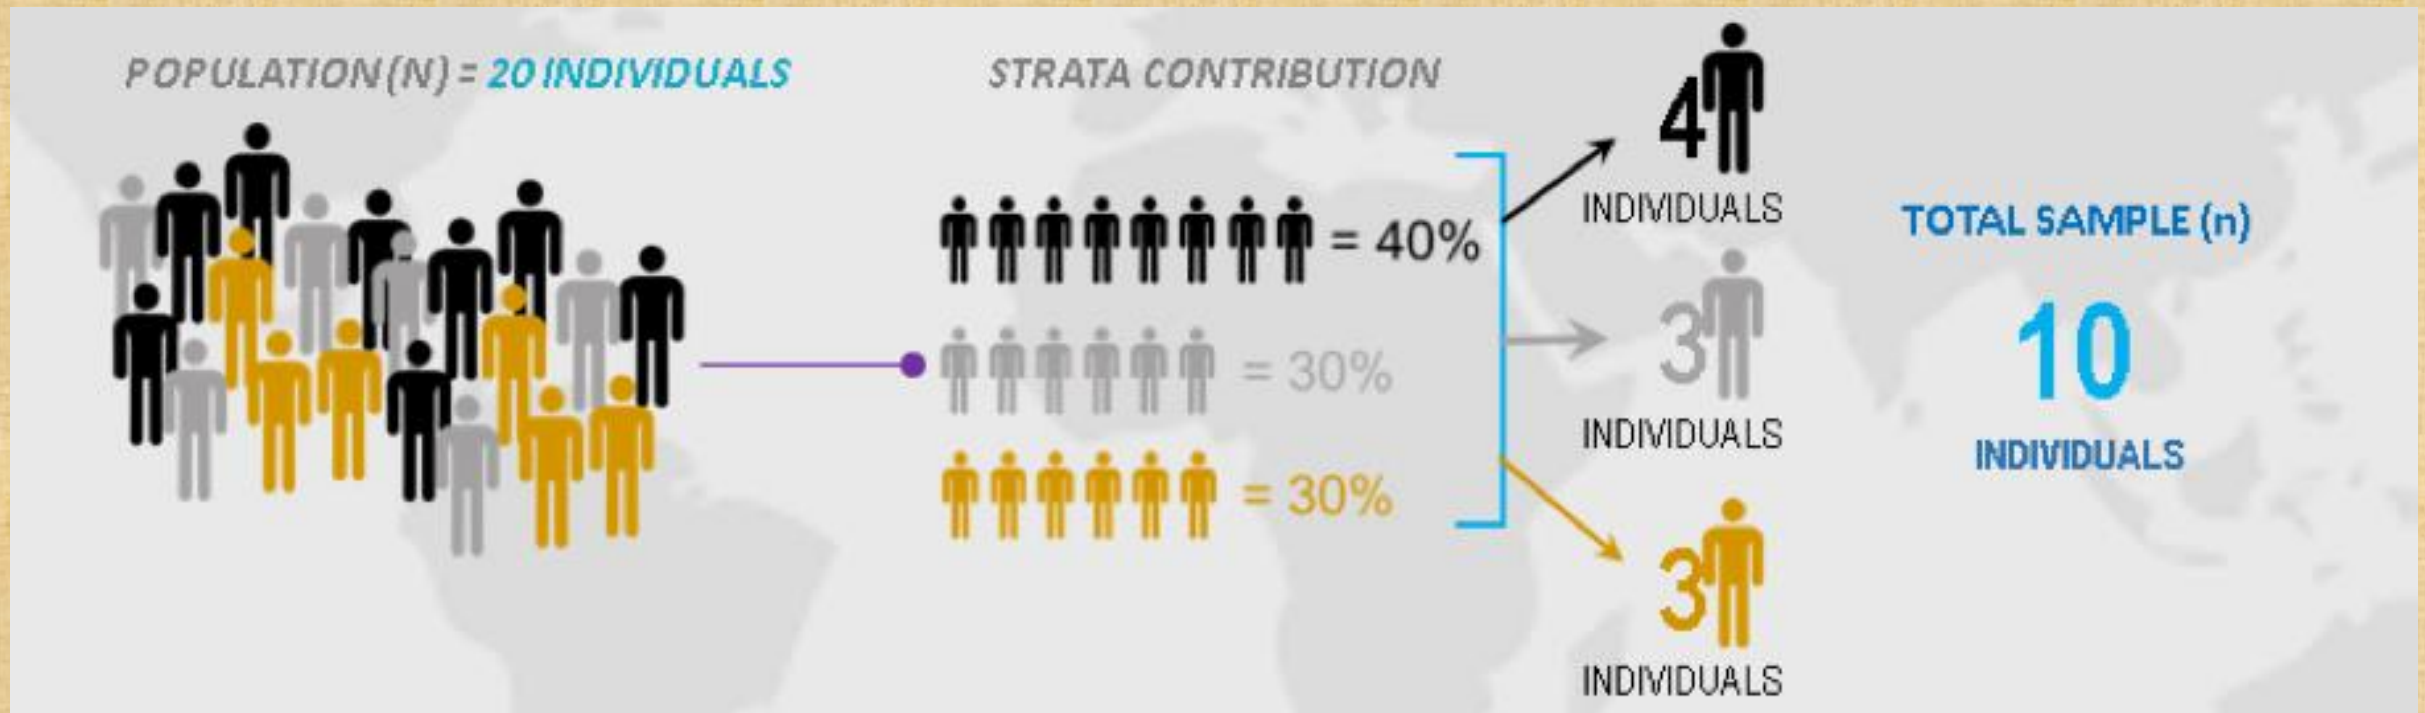 POPULATION (N) = 20 INDIVIDUALS
STRATA CONTRIBUTION
= 40%
= 30%
= 30%
4
INDIVIDUALS
3
INDIVIDUALS
3
INDIVIDUALS
TOTAL SAMPLE (n)
10
INDIVIDUALS